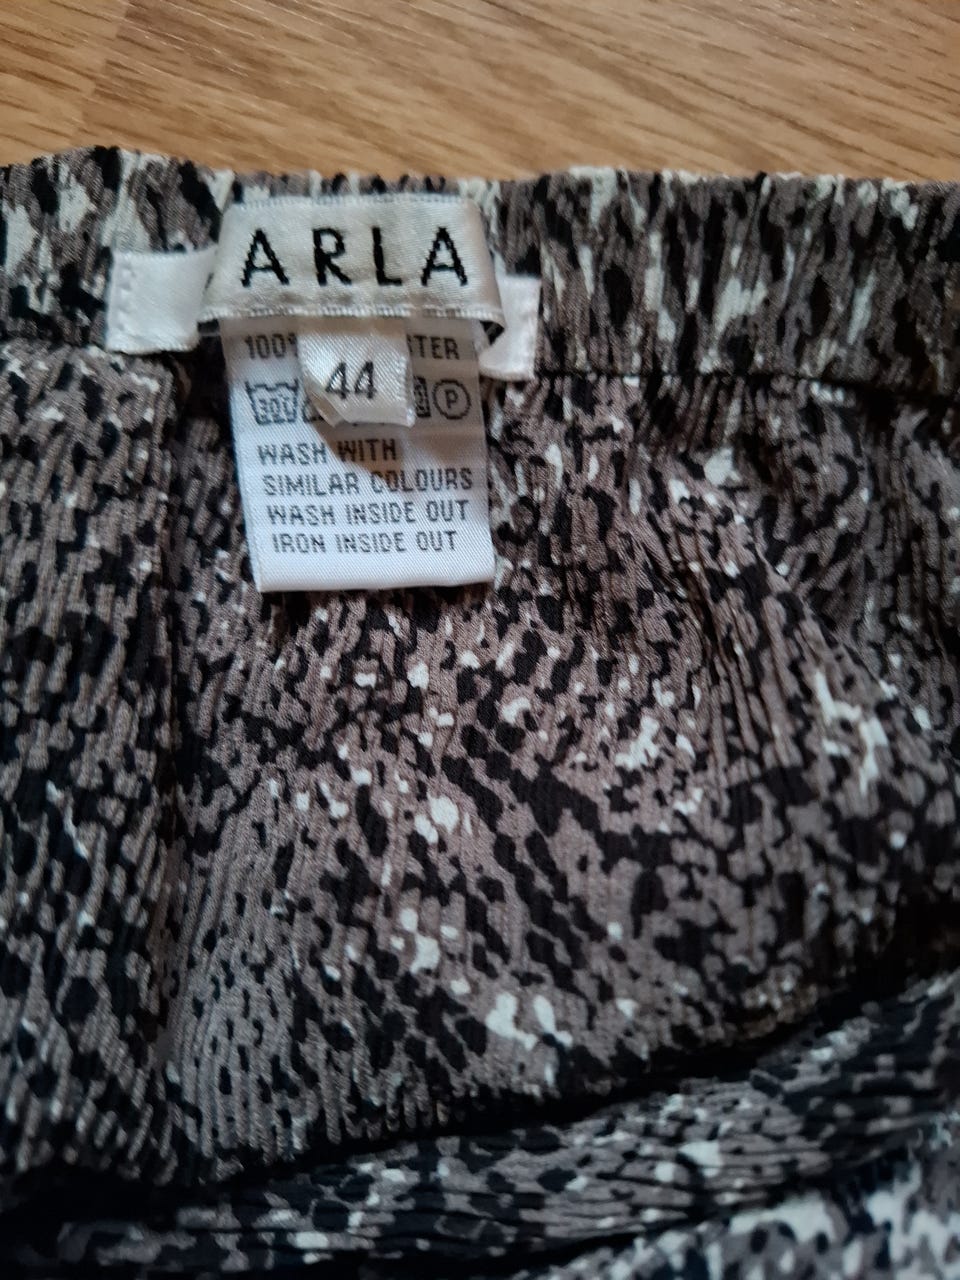 ARLA
44
WASH WITH
SIMILAR COLOURS
WASH INSIDE OUT
IRON INSIDE OUT
P